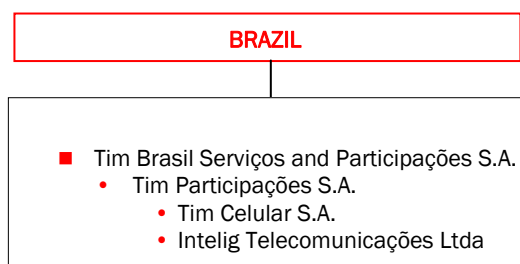 BRAZIL
Tim Brasil Serviços and Participações S.A.
Tim Participações S.A.
Tim Celular S.A.
Intelig Telecomunicações Ltda